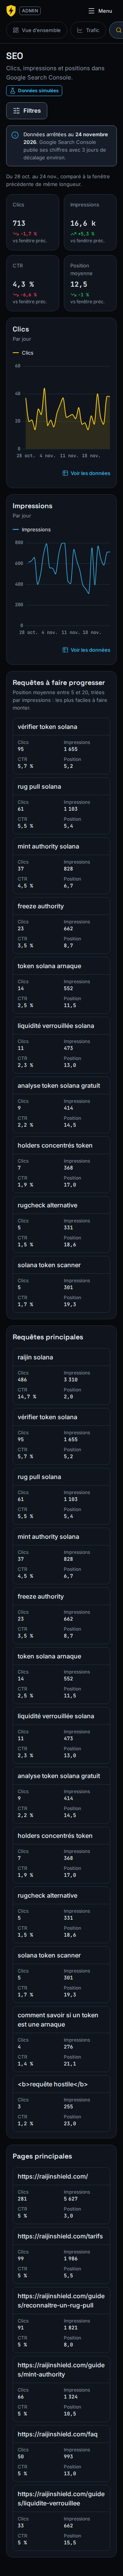 ADMIN
Menu
Vue d'ensemble
Trafic
SEO
Clics, impressions et positions dans
Google Search Console.
Données simulées
Filtres
Données arrêtées au 24 novembre
2026. Google Search Console
publie ses chiffres avec 3 jours de
décalage environ.
Du 28 oct. au 24 nov., comparé à la fenêtre
précédente de même longueur.
Clics
Impressions
713
16,6 k
-1,7 %
+5,3 %
vs fenêtre préc.
vs fenêtre préc.
CTR
Position
moyenne
4,3 %
12,5
-6,6 %
-1 %
vs fenêtre préc.
vs fenêtre préc.
Clics
Par jour
Clics
60
40
20
0
28 oct. 4 nov. 11 nov. 18 nov.
Voir les données
Impressions
Par jour
Impressions
800
600
400
200
0
28 oct. 4 nov. 11 nov. 18 nov.
Voir les données
Requêtes à faire progresser
Position moyenne entre 5 et 20, triées
par impressions : les plus faciles à faire
monter.
vérifier token solana
Clics
Impressions
95
1 655
CTR
Position
5,7 %
5,2
rug pull solana
Clics
Impressions
61
1 103
CTR
Position
5,5 %
5,4
mint authority solana
Clics
Impressions
37
828
CTR
Position
4,5 %
6,7
freeze authority
Clics
Impressions
23
662
CTR
Position
3,5 %
8,7
token solana arnaque
Clics
Impressions
14
552
CTR
Position
2,5 %
11,5
liquidité verrouillée solana
Clics
Impressions
11
473
CTR
Position
2,3 %
13,0
analyse token solana gratuit
Clics
Impressions
9
414
CTR
Position
2,2 %
14,5
holders concentrés token
Clics
Impressions
7
368
CTR
Position
1,9 %
17,0
rugcheck alternative
Clics
Impressions
5
331
CTR
Position
1,5 %
18,6
solana token scanner
Clics
Impressions
5
301
CTR
Position
1,7 %
19,3
Requêtes principales
raijin solana
Clics
Impressions
486
3 310
CTR
Position
14,7 %
2,0
vérifier token solana
Clics
Impressions
95
1 655
CTR
Position
5,7 %
5,2
rug pull solana
Clics
Impressions
61
1 103
CTR
Position
5,5 %
5,4
mint authority solana
Clics
Impressions
37
828
CTR
Position
4,5 %
6,7
freeze authority
Clics
Impressions
23
662
CTR
Position
3,5 %
8,7
token solana arnaque
Clics
Impressions
14
552
CTR
Position
2,5 %
11,5
liquidité verrouillée solana
Clics
Impressions
11
473
CTR
Position
2,3 %
13,0
analyse token solana gratuit
Clics
Impressions
9
414
CTR
Position
2,2 %
14,5
holders concentrés token
Clics
Impressions
7
368
CTR
Position
1,9 %
17,0
rugcheck alternative
Clics
Impressions
5
331
CTR
Position
1,5 %
18,6
solana token scanner
Clics
Impressions
5
301
CTR
Position
1,7 %
19,3
comment savoir si un token
est une arnaque
Clics
Impressions
4
276
CTR
Position
1,4 %
21,1
<b>requête hostile</b>
Clics
Impressions
3
255
CTR
Position
1,2 %
23,0
Pages principales
https://raijinshield.com/
Clics
Impressions
281
5 627
CTR
Position
5 %
3,0
https://raijinshield.com/tarifs
Clics
Impressions
99
1 986
CTR
Position
5 %
5,5
https://raijinshield.com/guide
s/reconnaitre-un-rug-pull
Clics
Impressions
91
1 821
CTR
Position
5 %
8,0
https://raijinshield.com/guide
s/mint-authority
Clics
Impressions
66
1 324
CTR
Position
5 %
10,5
https://raijinshield.com/faq
Clics
Impressions
50
993
CTR
Position
5 %
13,0
https://raijinshield.com/guide
s/liquidite-verrouillee
Clics
Impressions
33
662
CTR
Position
5 %
15,5